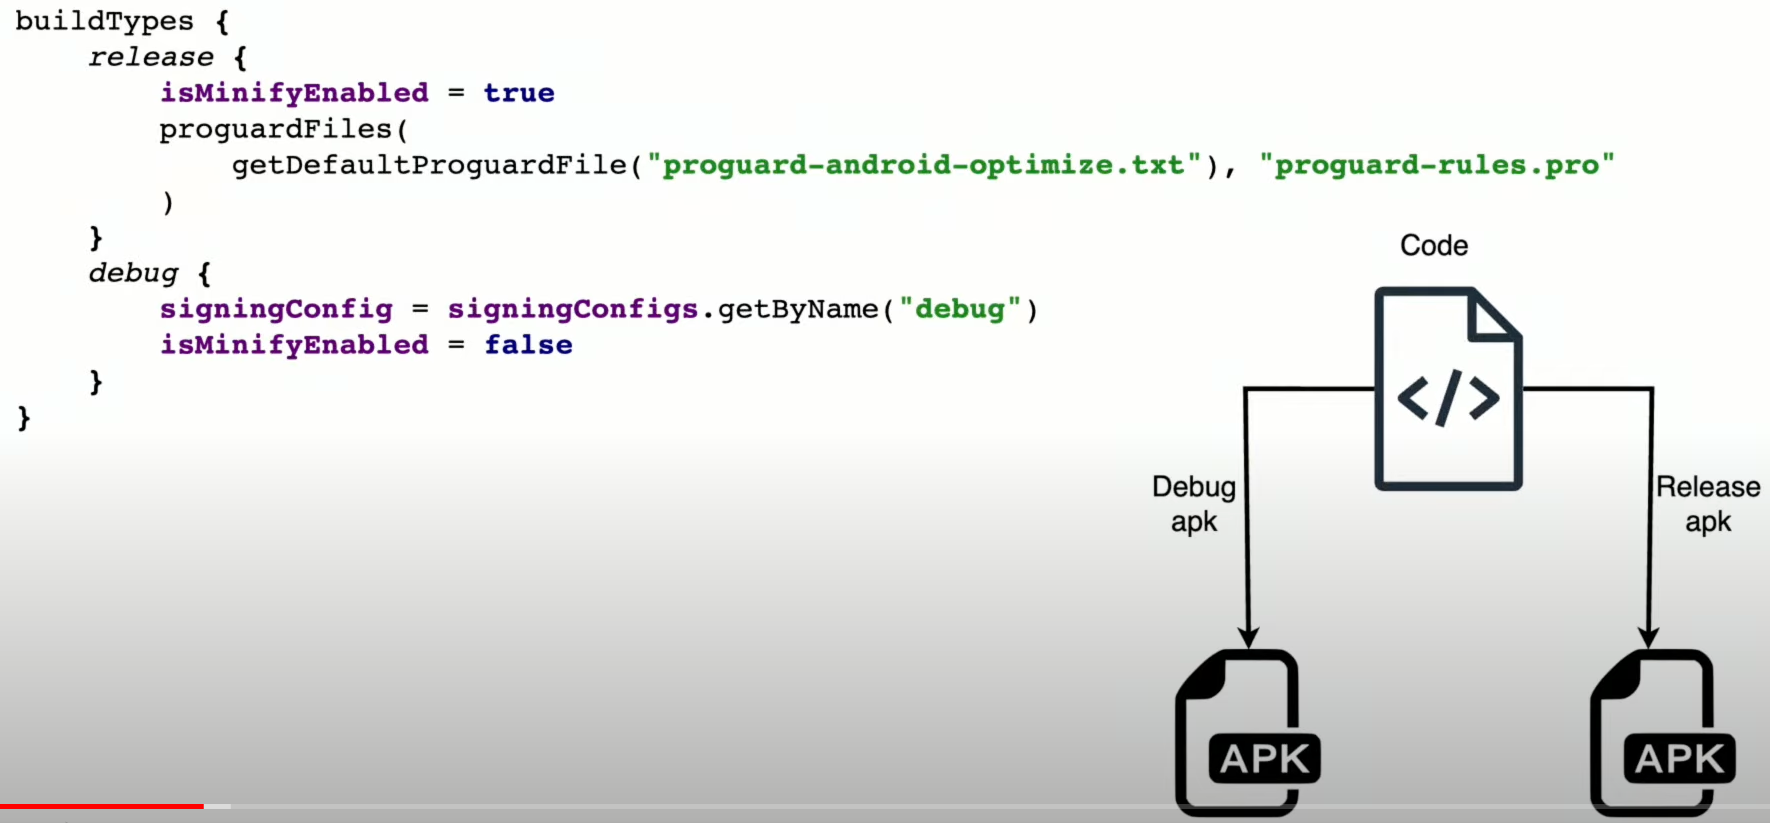 buildTypes {
    release {
        isMinifyEnabled = true
        proguardFiles(
            getDefaultProguardFile("proguard-android-optimize.txt"), "proguard-rules.pro"
        )
    }
    debug {
        signingConfig = signingConfigs.getByName("debug")
        isMinifyEnabled = false
    }
}
Code
</>
Debug
apk
Release
apk
APK
APK